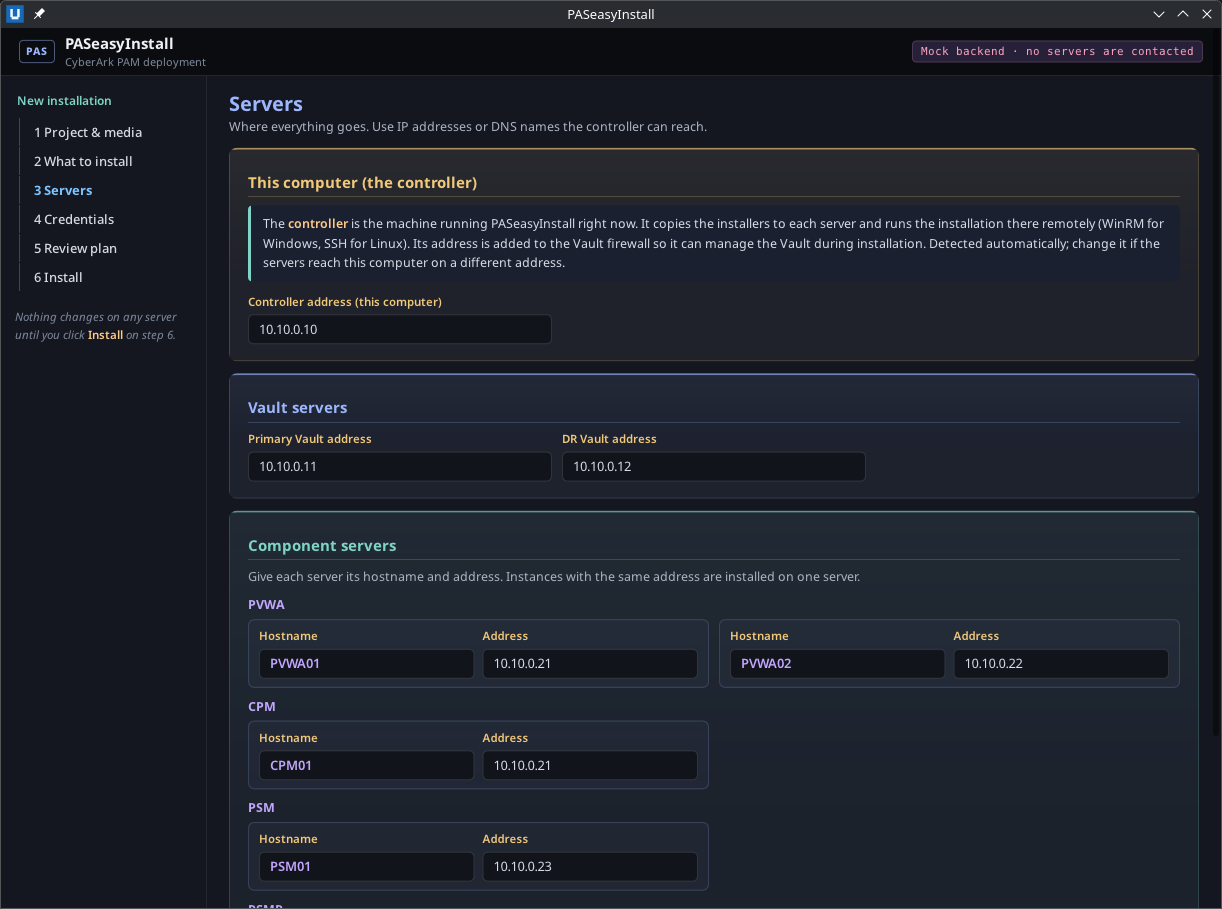 PASeasyInstall
PAS
PASeasyInstall
CyberArk PAM deployment
Mock backend · no servers are contacted
New installation
1 Project & media
2 What to install
3 Servers
4 Credentials
5 Review plan
6 Install
Nothing changes on any server
until you click Install on step 6.
Servers
Where everything goes. Use IP addresses or DNS names the controller can reach.
This computer (the controller)
The controller is the machine running PASeasyInstall right now. It copies the installers to each server and runs the installation there remotely (WinRM for
Windows, SSH for Linux). Its address is added to the Vault firewall so it can manage the Vault during installation. Detected automatically; change it if the
servers reach this computer on a different address.
Controller address (this computer)
10.10.0.10
Vault servers
Primary Vault address DR Vault address
10.10.0.11 10.10.0.12
Component servers
Give each server its hostname and address. Instances with the same address are installed on one server.
PVWA
Hostname Address Hostname Address
PVWA01 10.10.0.21 PVWA02 10.10.0.22
CPM
Hostname Address
CPM01 10.10.0.21
PSM
Hostname Address
PSM01 10.10.0.23